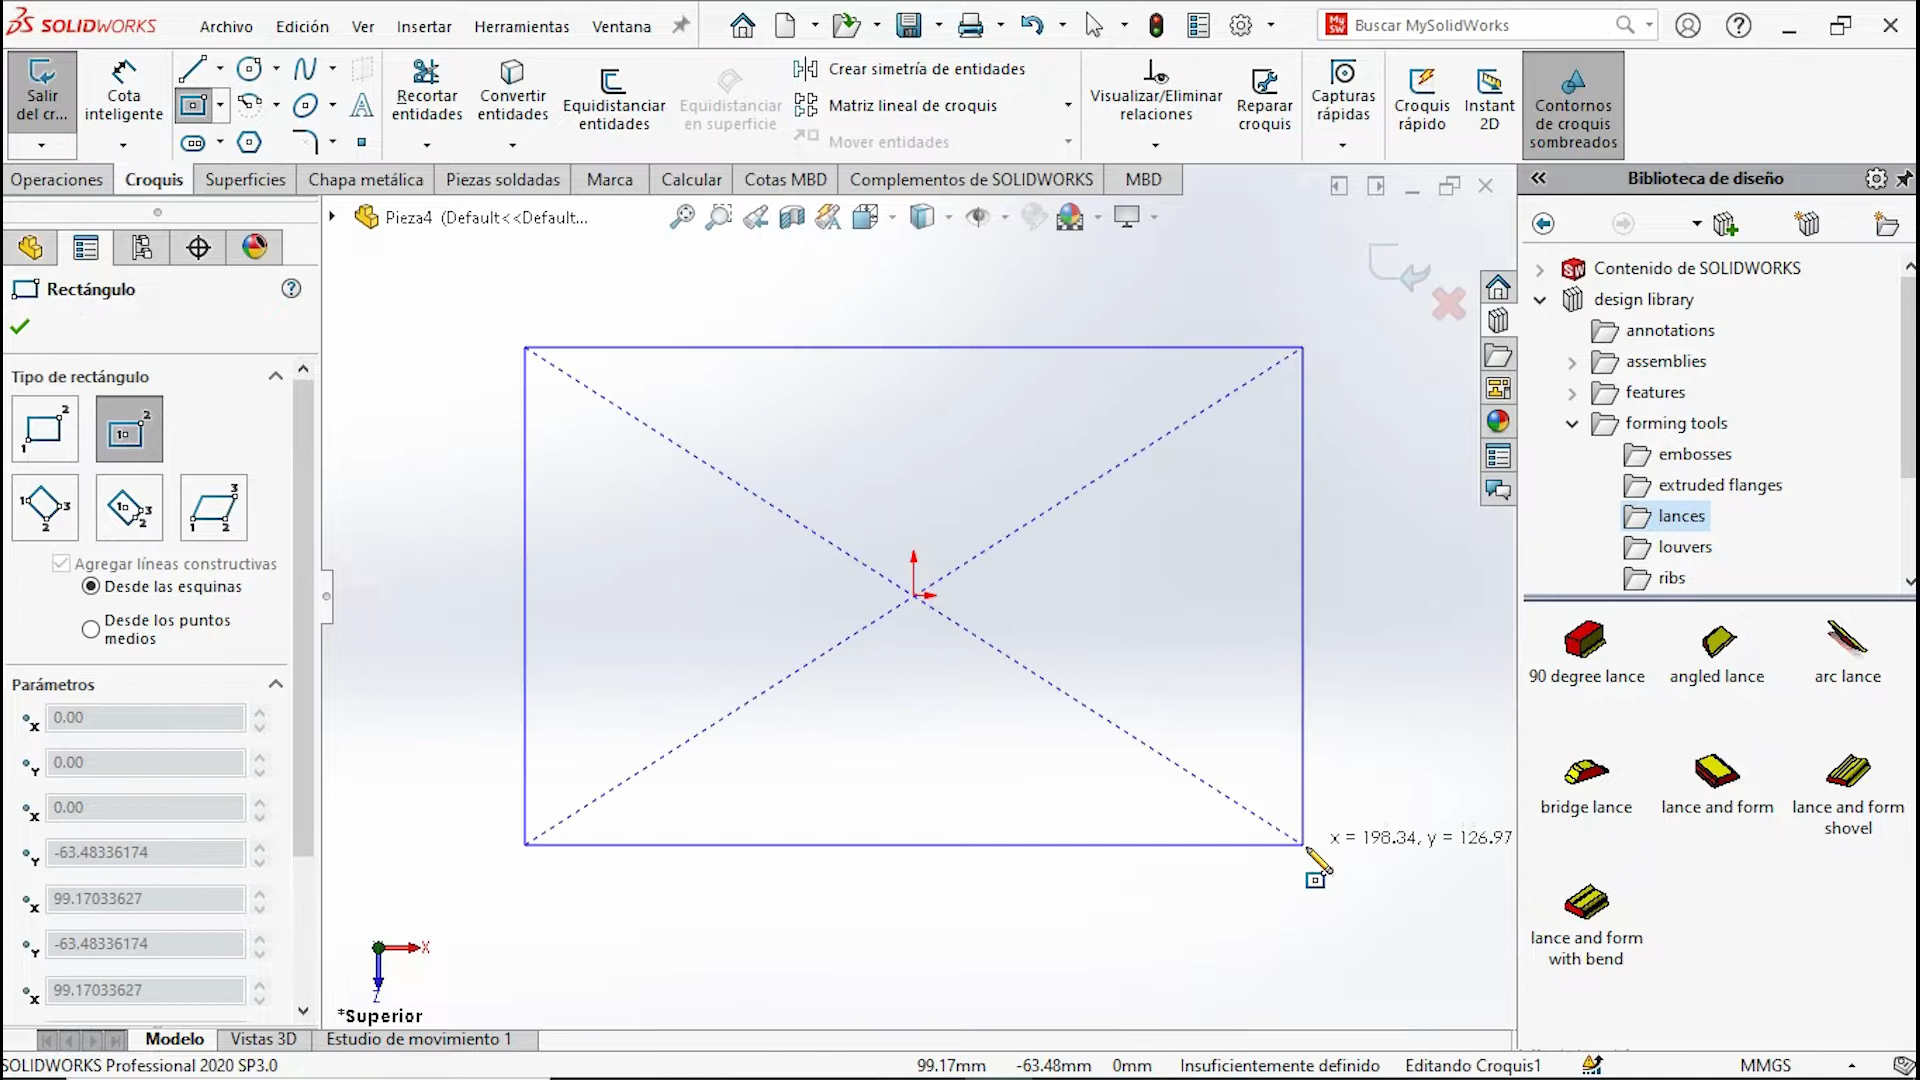 SOLIDWORKS Archivo Edición Ver Insertar Herramientas Ventana Buscar MySolidWorks
Salir del cr...
Cota inteligente
Recortar entidades
Convertir entidades
Equidistanciar entidades
Equidistanciar en superficie
Crear simetría de entidades
Matriz lineal de croquis
Mover entidades
Visualizar/Eliminar relaciones
Reparar croquis
Capturas rápidas
Croquis rápido
Instant 2D
Contornos de croquis sombreados
Operaciones Croquis Superficies Chapa metálica Piezas soldadas Marca Calcular Cotas MBD Complementos de SOLIDWORKS MBD
Biblioteca de diseño
Pieza4 (Default<<Default...
Rectángulo
Tipo de rectángulo
Agregar líneas constructivas
Desde las esquinas
Desde los puntos medios
Parámetros
0.00
0.00
0.00
-63.48336174
99.17033627
-63.48336174
99.17033627
x = 198.34, y = 126.97
X
Z
*Superior
Contenido de SOLIDWORKS
design library
annotations
assemblies
features
forming tools
embosses
extruded flanges
lances
louvers
ribs
90 degree lance
angled lance
arc lance
bridge lance
lance and form
lance and form shovel
lance and form with bend
Modelo Vistas 3D Estudio de movimiento 1
SOLIDWORKS Professional 2020 SP3.0 99.17mm -63.48mm 0mm Insuficientemente definido Editando Croquis1 MMGS